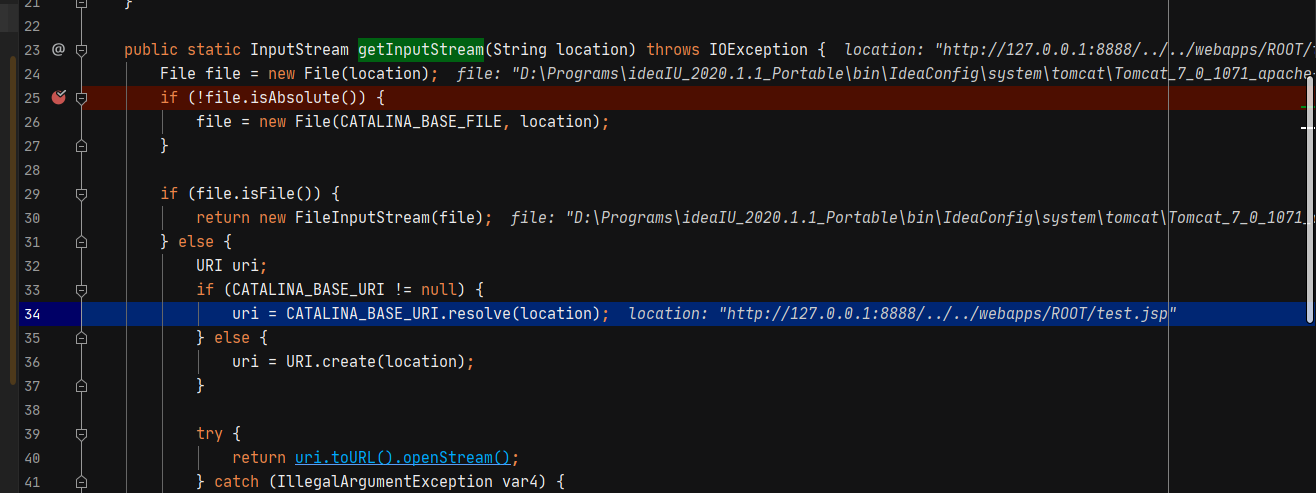 21 }
22
23 @ public static InputStream getInputStream(String location) throws IOException { location: "http://127.0.0.1:8888/../../webapps/ROOT/
24 File file = new File(location); file: "D:\Programs\ideaIU_2020.1.1_Portable\bin\IdeaConfig\system\tomcat\Tomcat_7_0_1071_apache-
25 if (!file.isAbsolute()) {
26 file = new File(CATALINA_BASE_FILE, location);
27 }
28
29 if (file.isFile()) {
30 return new FileInputStream(file); file: "D:\Programs\ideaIU_2020.1.1_Portable\bin\IdeaConfig\system\tomcat\Tomcat_7_0_1071_
31 } else {
32 URI uri;
33 if (CATALINA_BASE_URI != null) {
34 uri = CATALINA_BASE_URI.resolve(location); location: "http://127.0.0.1:8888/../../webapps/ROOT/test.jsp"
35 } else {
36 uri = URI.create(location);
37 }
38
39 try {
40 return uri.toURL().openStream();
41 } catch (IllegalArgumentException var4) {